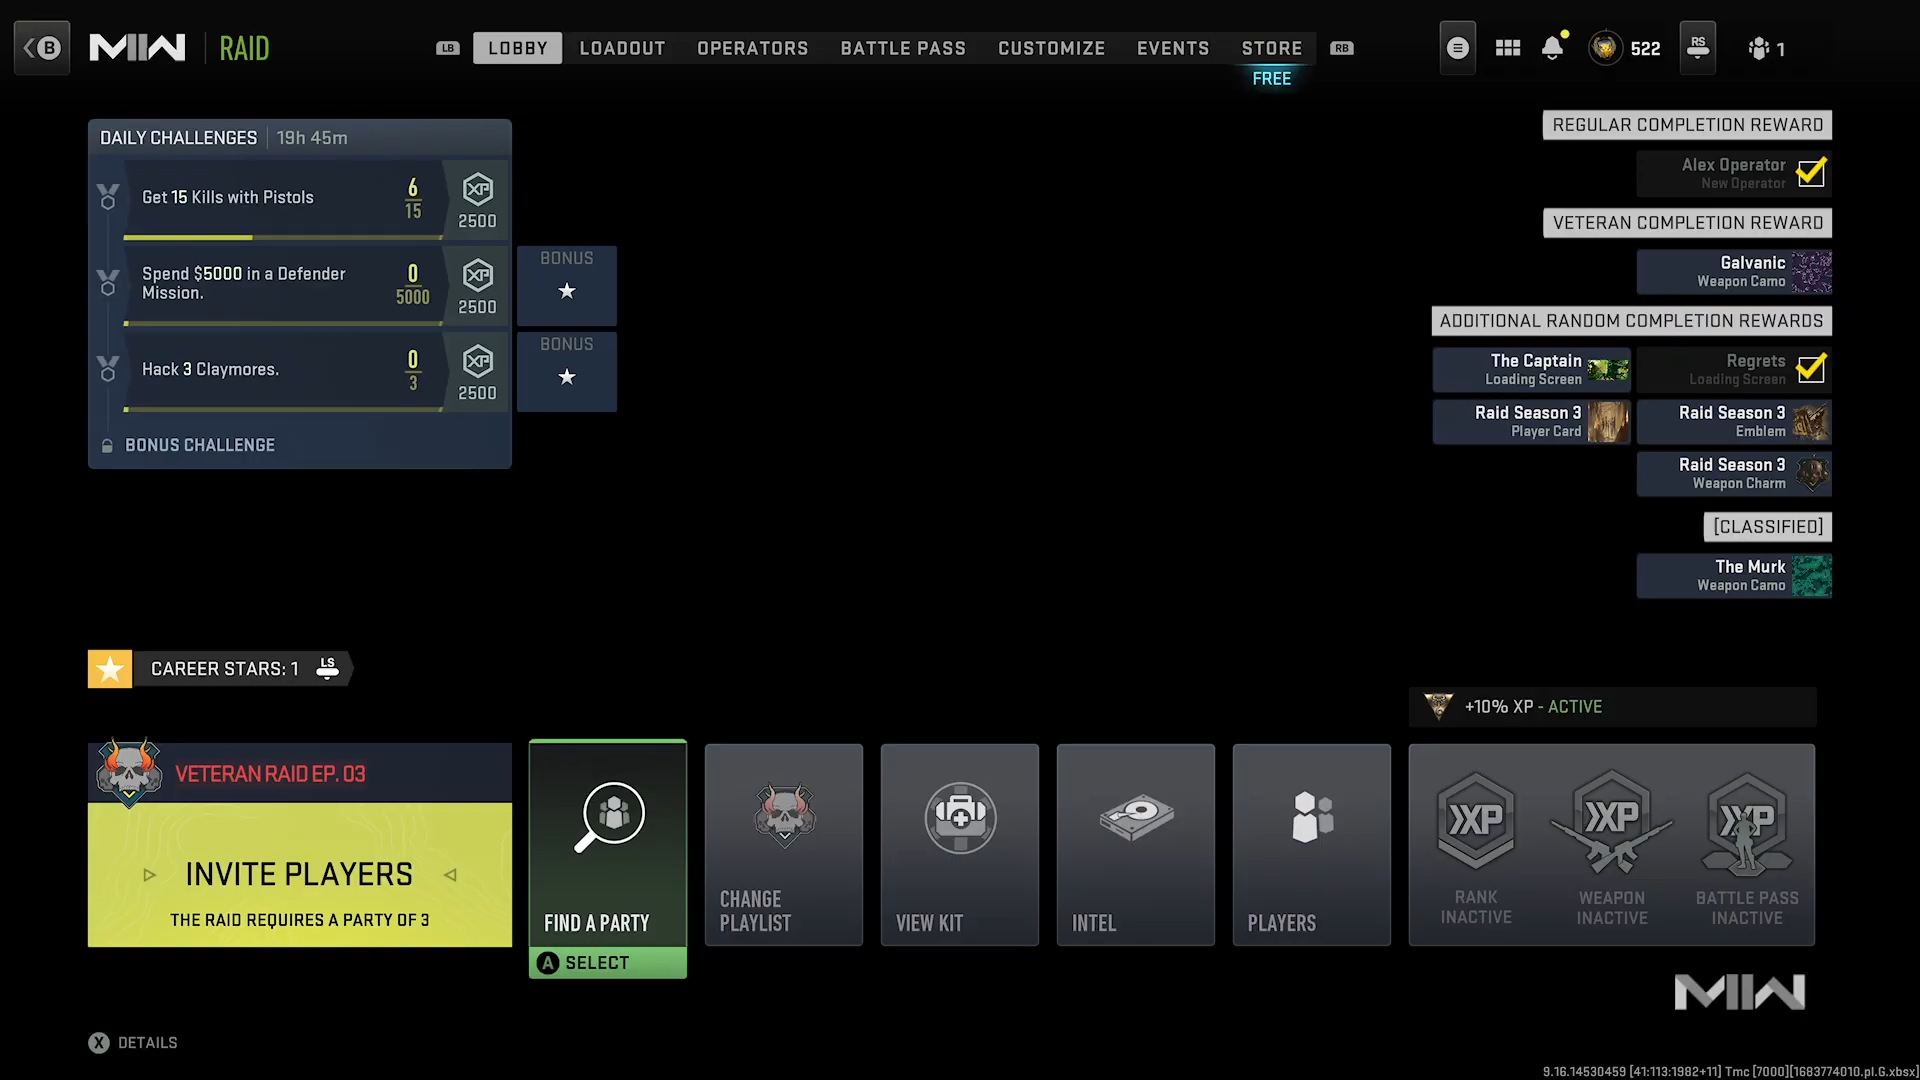 B MW RAID LB LOBBY LOADOUT OPERATORS BATTLE PASS CUSTOMIZE EVENTS STORE RB 522 RS 1
FREE
DAILY CHALLENGES 19h 45m
Get 15 Kills with Pistols 6/15 XP 2500
Spend $5000 in a Defender
Mission. 0/5000 XP 2500
BONUS
Hack 3 Claymores. 0/3 XP 2500
BONUS
BONUS CHALLENGE
REGULAR COMPLETION REWARD
Alex Operator
New Operator
VETERAN COMPLETION REWARD
Galvanic
Weapon Camo
ADDITIONAL RANDOM COMPLETION REWARDS
The Captain
Loading Screen
Regrets
Loading Screen
Raid Season 3
Player Card
Raid Season 3
Emblem
Raid Season 3
Weapon Charm
[CLASSIFIED]
The Murk
Weapon Camo
CAREER STARS: 1 LS
+10% XP - ACTIVE
VETERAN RAID EP. 03
INVITE PLAYERS
THE RAID REQUIRES A PARTY OF 3
FIND A PARTY
A SELECT
CHANGE
PLAYLIST
VIEW KIT
INTEL
PLAYERS
XP
RANK
INACTIVE
XP
WEAPON
INACTIVE
XP
BATTLE PASS
INACTIVE
MW
X DETAILS
9.16.14530459 [41:113:1982+11] Tmc [7000][1683774010.pl.G.xbsx]